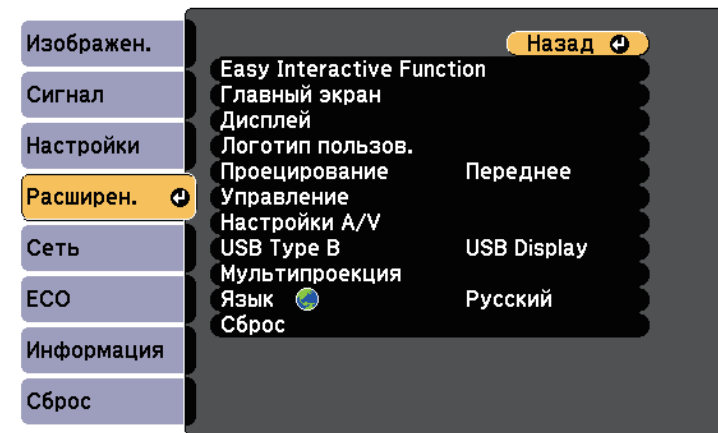 Изображен.
Сигнал
Настройки
Расширен.
Сеть
ECO
Информация
Сброс
Назад
Easy Interactive Function
Главный экран
Дисплей
Логотип пользов.
Проецирование Переднее
Управление
Настройки A/V
USB Type B USB Display
Мультипроекция
Язык Русский
Сброс